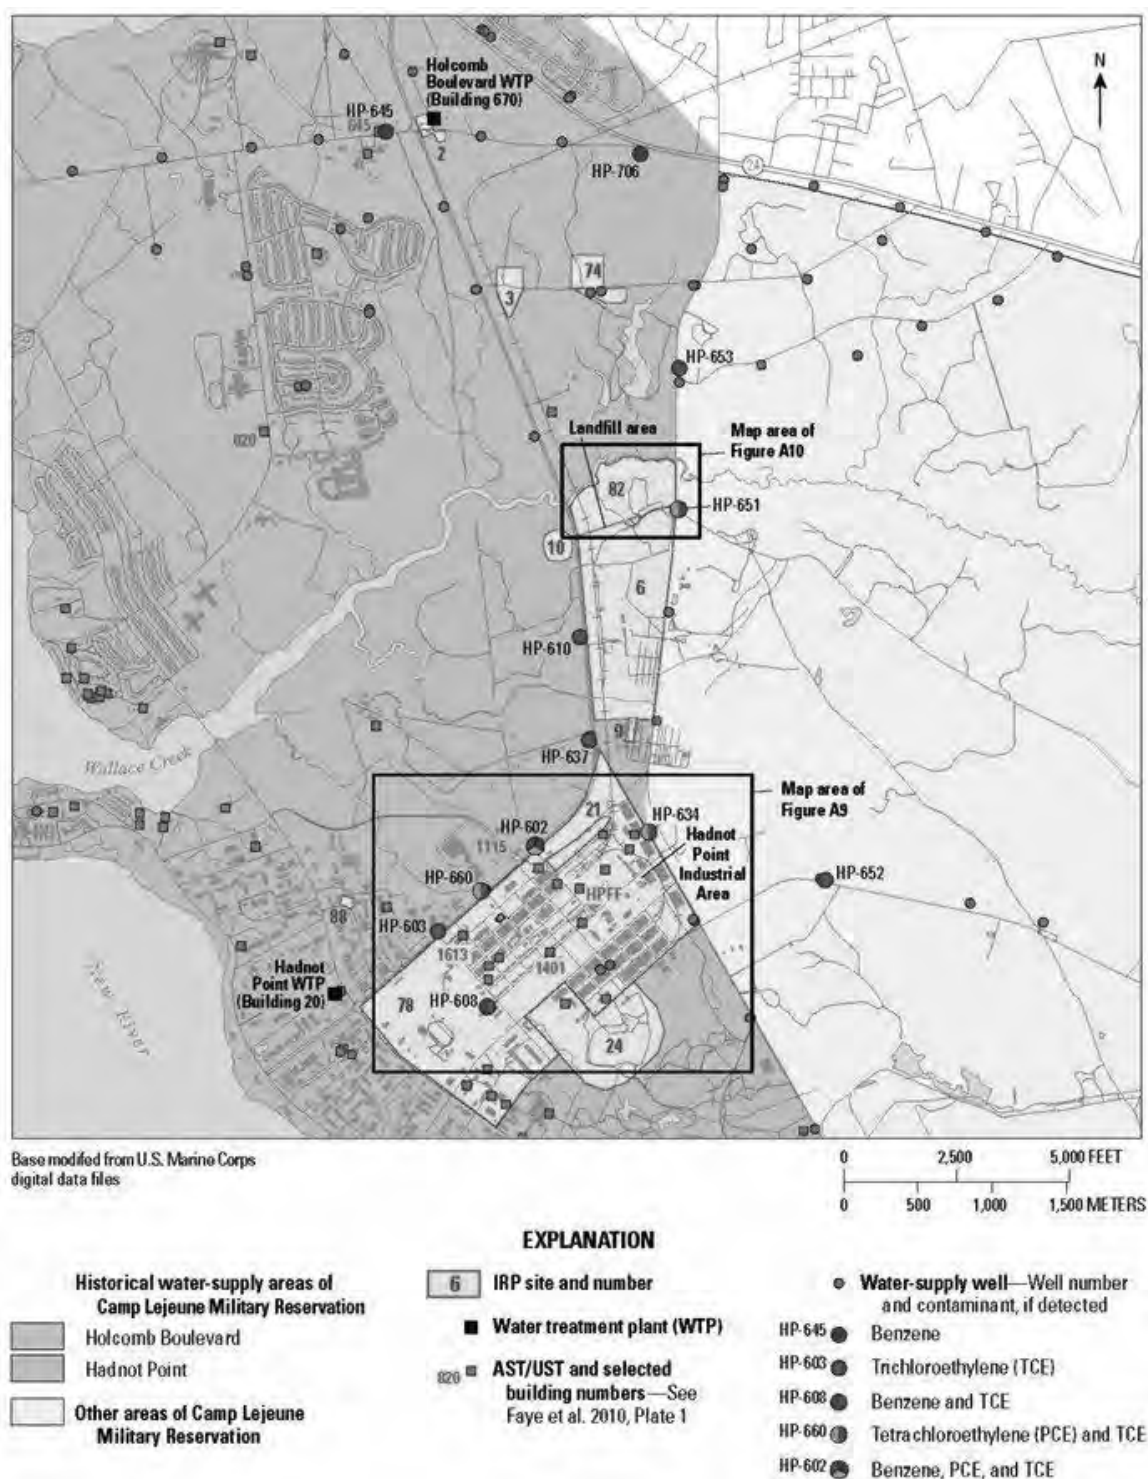 N
Holcomb
Boulevard WTP
(Building 670)
HP-645
645
2
HP-706
24
74
3
HP-653
820
Landfill area
Map area of
Figure A10
82
HP-651
10
6
HP-610
9
HP-637
Wallace Creek
Map area of
Figure A9
21
HP-634
HP-602
1115
Hadnot
Point
Industrial
Area
HP-660
HPFF
HP-652
88
HP-603
1613
1401
Hadnot
Point WTP
(Building 20)
New River
78
HP-608
24
Base modifed from U.S. Marine Corps
digital data files
0 2,500 5,000 FEET
0 500 1,000 1,500 METERS
EXPLANATION
Historical water-supply areas of
Camp Lejeune Military Reservation
Holcomb Boulevard
Hadnot Point
Other areas of Camp Lejeune
Military Reservation
6 IRP site and number
Water treatment plant (WTP)
820 AST/UST and selected
building numbers—See
Faye et al. 2010, Plate 1
Water-supply well—Well number
and contaminant, if detected
HP-645 Benzene
HP-603 Trichloroethylene (TCE)
HP-608 Benzene and TCE
HP-660 Tetrachloroethylene (PCE) and TCE
HP-602 Benzene, PCE, and TCE